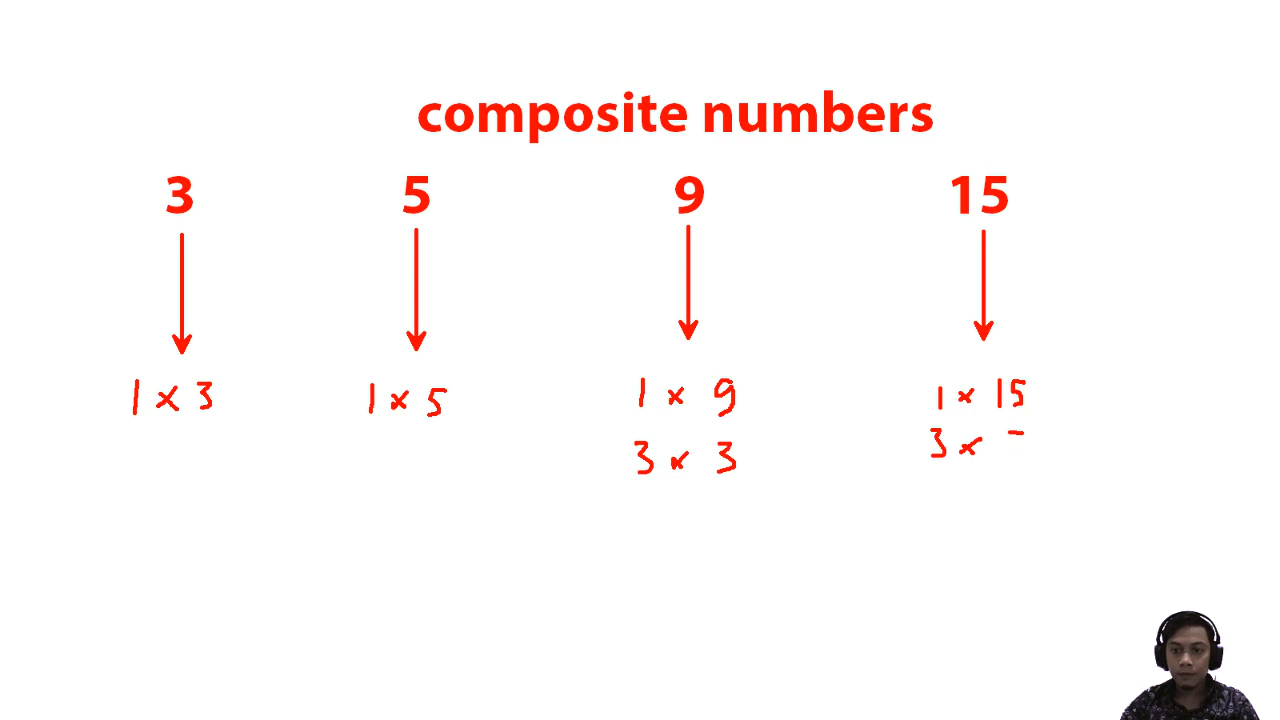 composite numbers
3 5 9 15
1 x 3 1 x 5 1 x 9 1 x 15
3 x 3 3 x